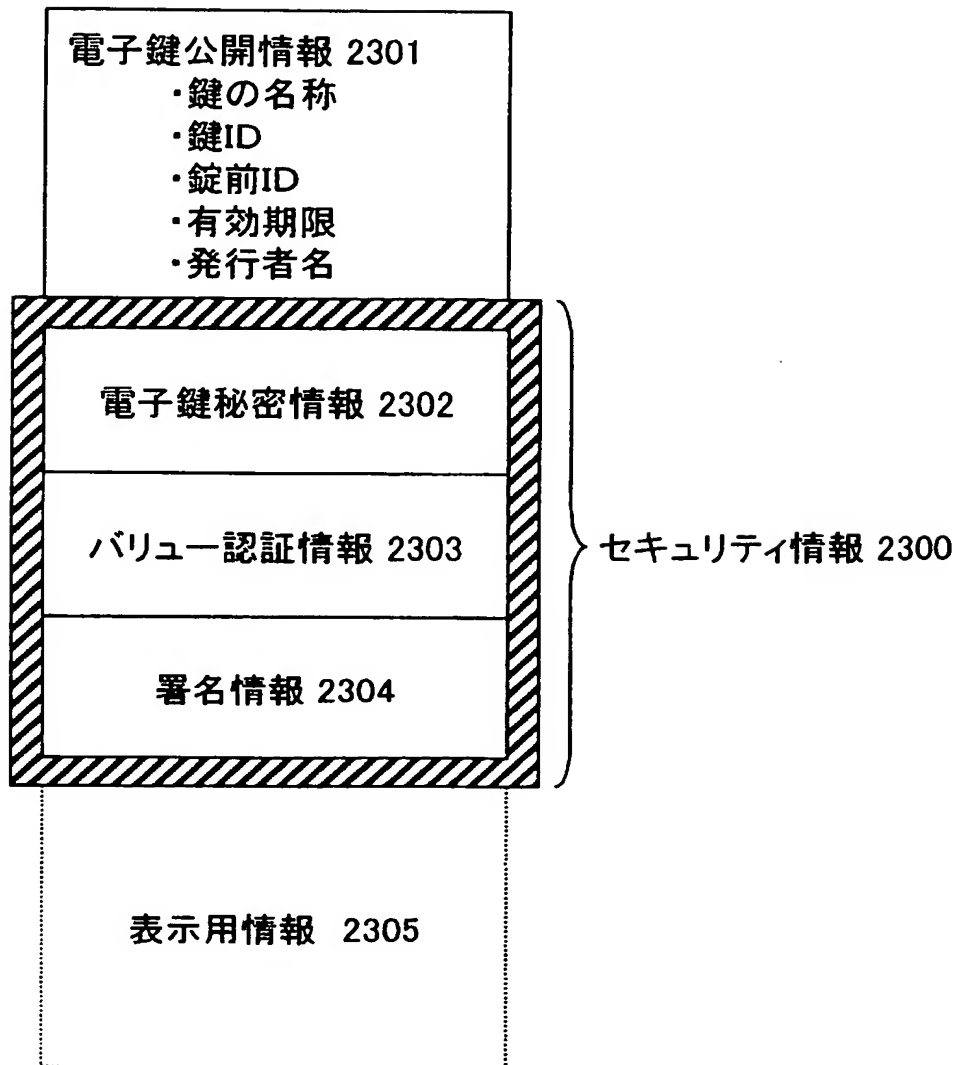 電子鍵公開情報 2301
・鍵の名称
・鍵ID
・錠前ID
・有効期限
・発行者名
電子鍵秘密情報 2302
バリュー認証情報 2303
セキュリティ情報 2300
署名情報 2304
表示用情報 2305